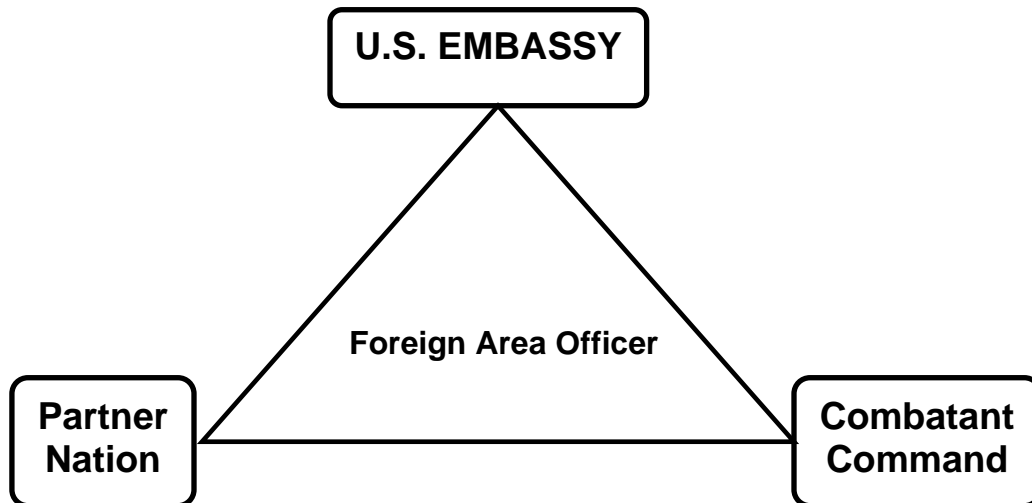 U.S. EMBASSY
Foreign Area Officer
Partner
Nation
Combatant
Command